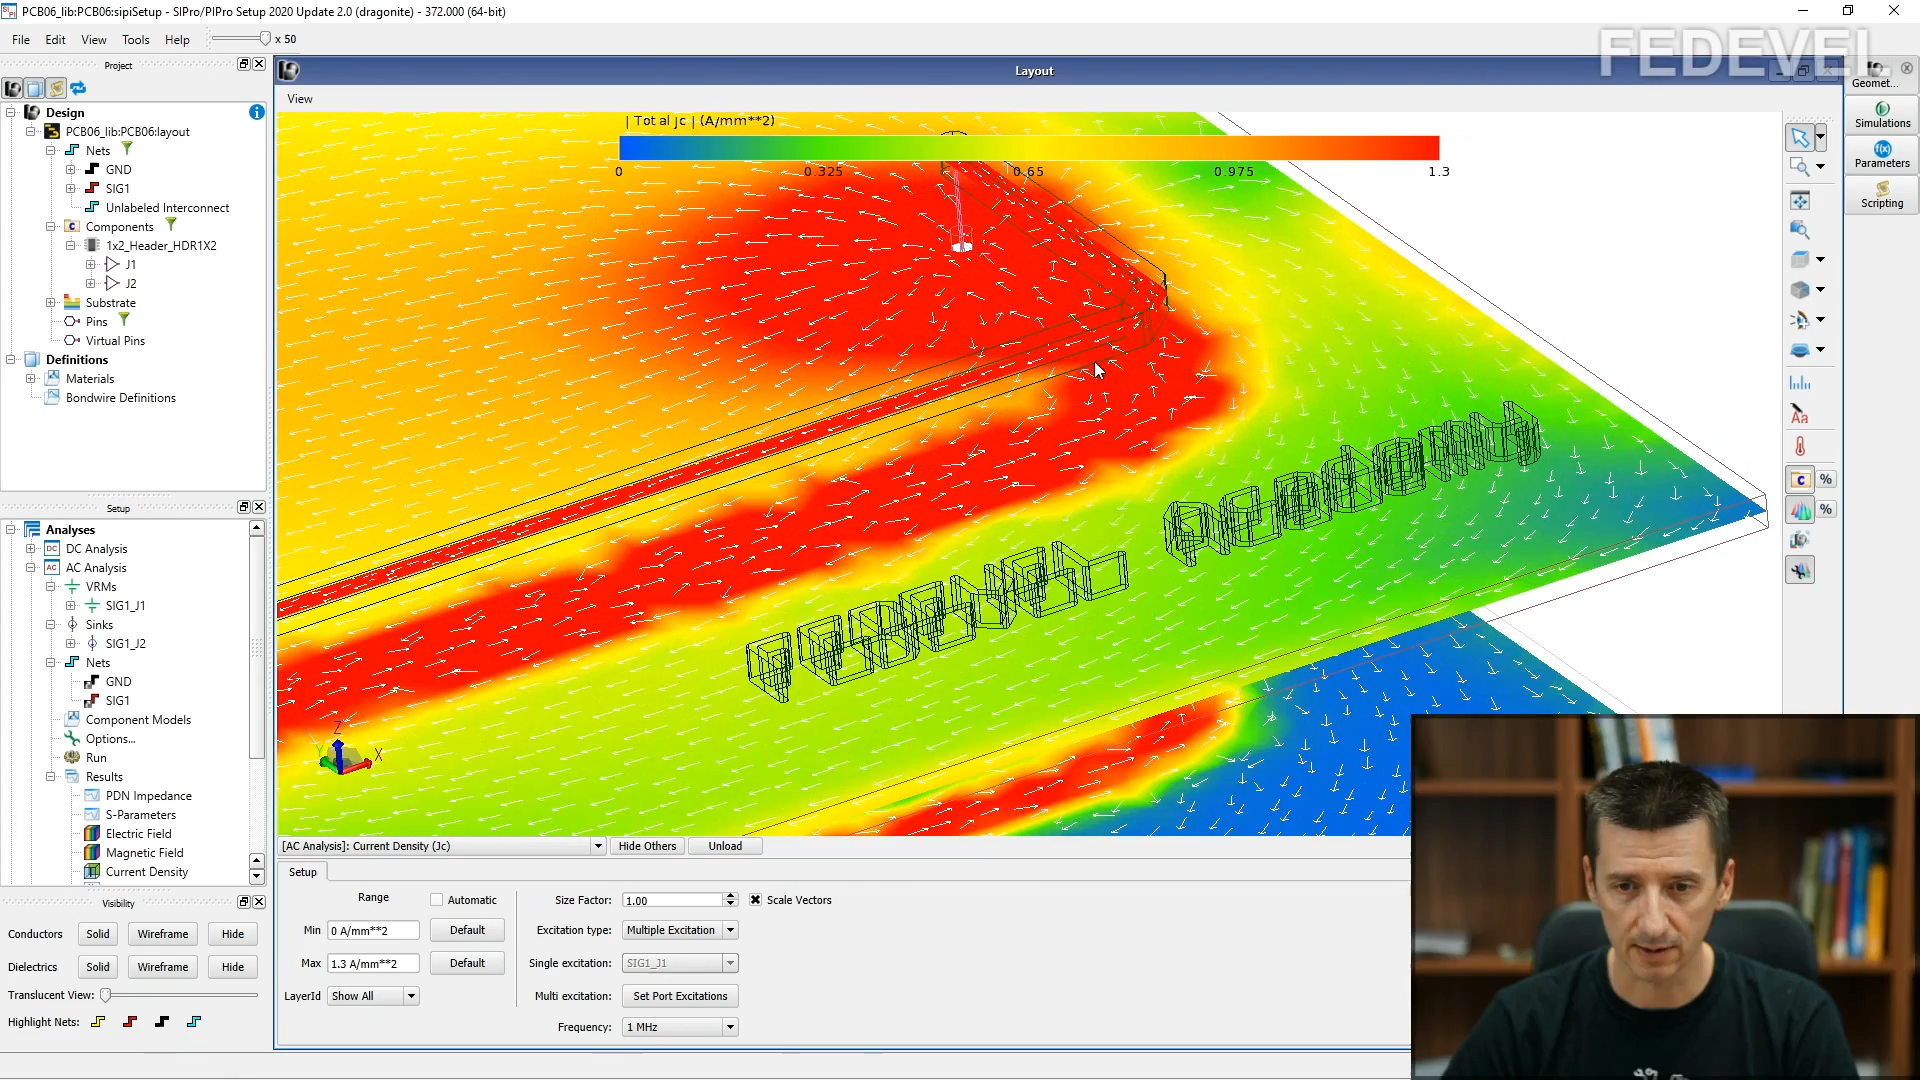 PCB06_lib:PCB06:sipiSetup - SIPro/PIPro Setup 2020 Update 2.0 (dragonite) - 372.000 (64-bit)
File Edit View Tools Help x 50
FEDEVEL
Project
Design
PCB06_lib:PCB06:layout
Nets
GND
SIG1
Unlabeled Interconnect
Components
1x2_Header_HDR1X2
J1
J2
Substrate
Pins
Virtual Pins
Definitions
Materials
Bondwire Definitions
Setup
Analyses
DC Analysis
AC Analysis
VRMs
SIG1_J1
Sinks
SIG1_J2
Nets
GND
SIG1
Component Models
Options...
Run
Results
PDN Impedance
S-Parameters
Electric Field
Magnetic Field
Current Density
Visibility
Conductors Solid Wireframe Hide
Dielectrics Solid Wireframe Hide
Translucent View:
Highlight Nets:
Layout
View
| Total jc | (A/mm**2)
0 0.325 0.65 0.975 1.3
FEDEVEL Academy
Z
Y
X
[AC Analysis]: Current Density (Jc) Hide Others Unload
Setup
Range
Automatic
Min 0 A/mm**2 Default
Max 1.3 A/mm**2 Default
LayerId Show All
Size Factor: 1.00 Scale Vectors
Excitation type: Multiple Excitation
Single excitation: SIG1_J1
Multi excitation: Set Port Excitations
Frequency: 1 MHz
Geomet...
Simulations
Parameters
Scripting